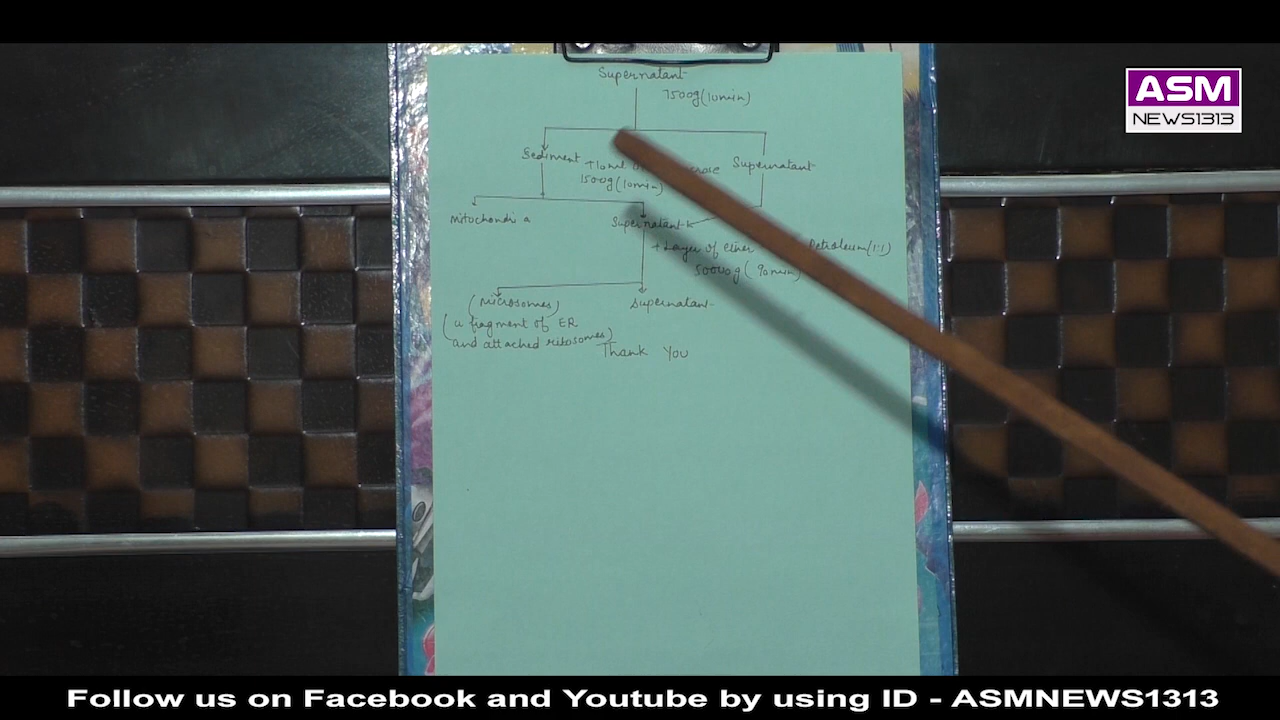 Supernatant
7500g (10min)
Sediment
+10ml
Supernatant
1500g (10min)
Mitochondria
Supernatant
+ Layer of ether
Petroleum (1:1)
50000g ( 90min)
(Microsomes)
Supernatant
(a fragment of ER
and attached ribosomes)
Thank You
ASM
NEWS1313
Follow us on Facebook and Youtube by using ID - ASMNEWS1313